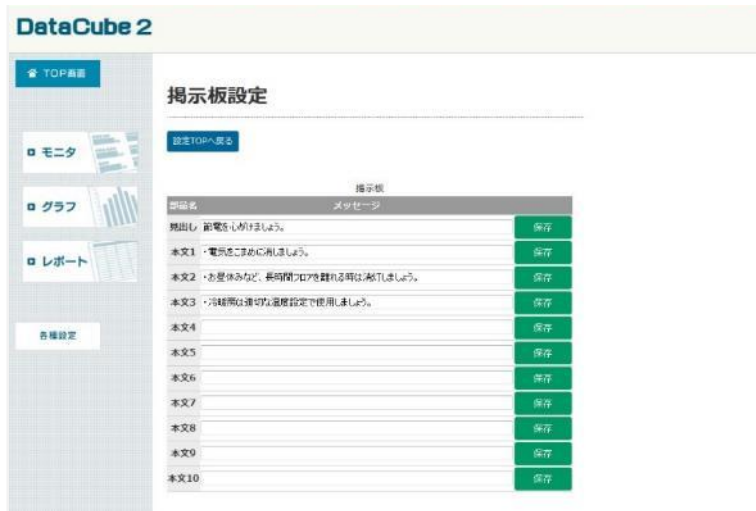 DataCube 2
TOP画面
モニタ
グラフ
レポート
各種設定
掲示板設定
設定TOPへ戻る
掲示板
部品名 メッセージ
見出し 節電を心がけましょう。 保存
本文1 ・電気をこまめに消しましょう。 保存
本文2 ・お昼休みなど、長時間フロアを離れる時は消灯しましょう。 保存
本文3 ・冷暖房は適切な温度設定で使用しましょう。 保存
本文4 保存
本文5 保存
本文6 保存
本文7 保存
本文8 保存
本文9 保存
本文10 保存